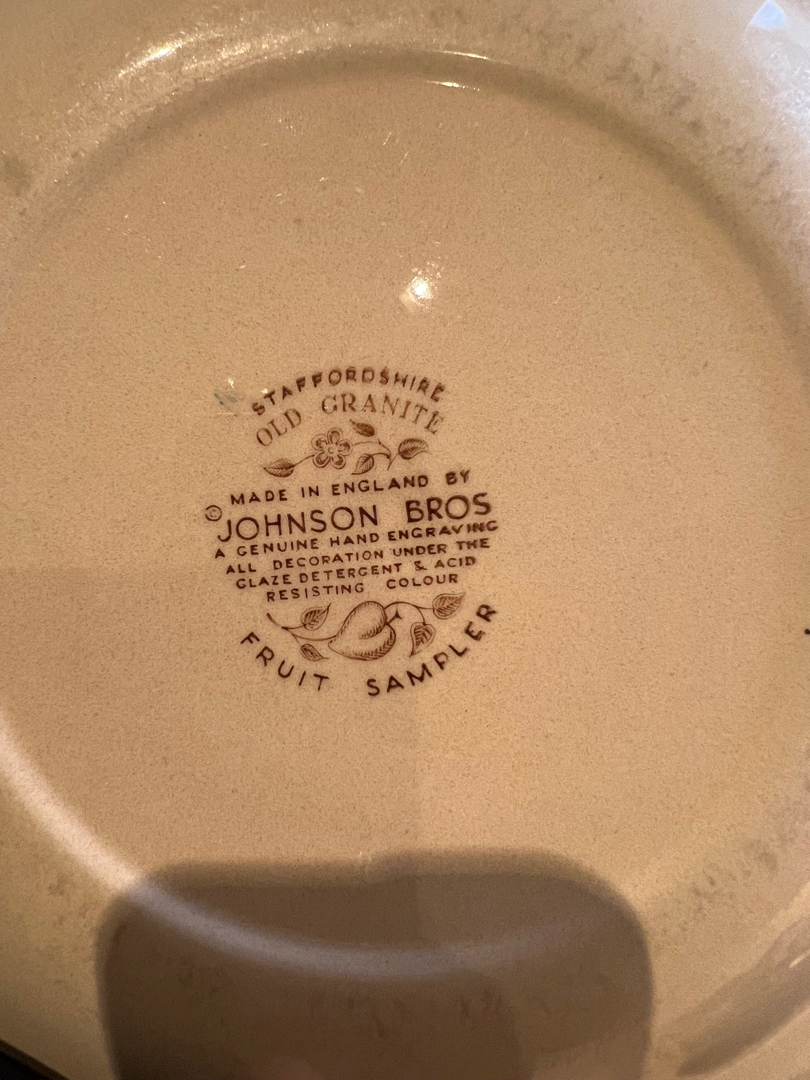 STAFFORDSHIRE
OLD GRANITE
MADE IN ENGLAND BY
© JOHNSON BROS
A GENUINE HAND ENGRAVING
ALL DECORATION UNDER THE
GLAZE DETERGENT & ACID
RESISTING COLOUR
FRUIT SAMPLER